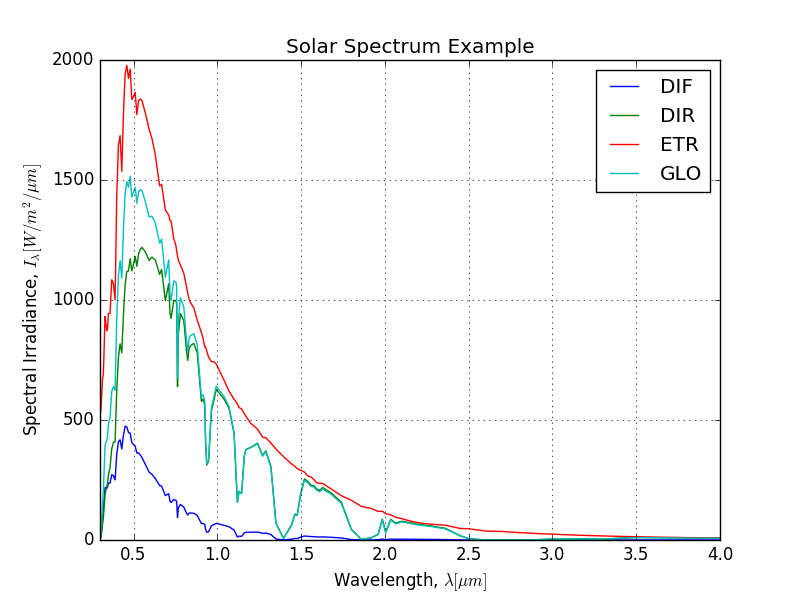 Solar Spectrum Example
2000
1500
1000
500
0
Spectral Irradiance, I_λ[W/m²/μm]
DIF
DIR
ETR
GLO
0.5 1.0 1.5 2.0 2.5 3.0 3.5 4.0
Wavelength, λ[μm]